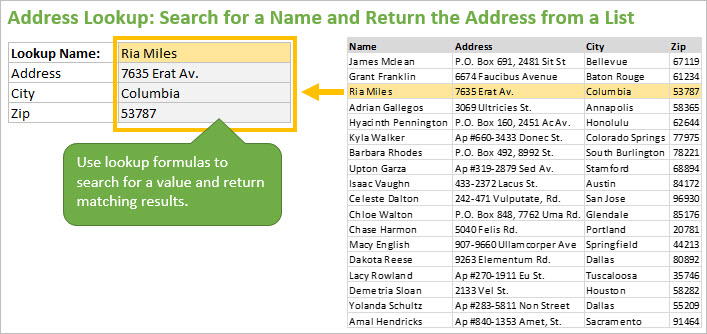 Address Lookup: Search for a Name and Return the Address from a List
Lookup Name: Ria Miles
Address 7635 Erat Av.
City Columbia
Zip 53787
Use lookup formulas to
search for a value and return
matching results.
Name Address City Zip
James Mclean P.O. Box 691, 2481 Sit St Bellevue 67119
Grant Franklin 6674 Faucibus Avenue Baton Rouge 61234
Ria Miles 7635 Erat Av. Columbia 53787
Adrian Gallegos 3069 Ultricies St. Annapolis 58365
Hyacinth Pennington P.O. Box 160, 2451 Ac Av. Honolulu 62644
Kyla Walker Ap #660-3433 Donec St. Colorado Springs 77975
Barbara Rhodes P.O. Box 492, 8992 St. South Burlington 78221
Upton Garza Ap #319-2879 Sed Av. Stamford 68894
Isaac Vaughn 433-2372 Lacus St. Austin 84172
Celeste Dalton 242-471 Vulputate, Rd. San Jose 96930
Chloe Walton P.O. Box 848, 7762 Uma Rd. Glendale 85176
Chase Harmon 5040 Felis Rd. Portland 20781
Macy English 907-9660 Ullamcorper Ave Springfield 44213
Dakota Reese 9263 Elementum Rd. Dallas 80892
Lacy Rowland Ap #270-1911 Eu St. Tuscaloosa 35746
Demetria Sloan 2133 Vel St. Houston 58282
Yolanda Schultz Ap #283-5811 Non Street Dallas 55209
Amal Hendricks Ap #840-1353 Amet, St. Sacramento 91464